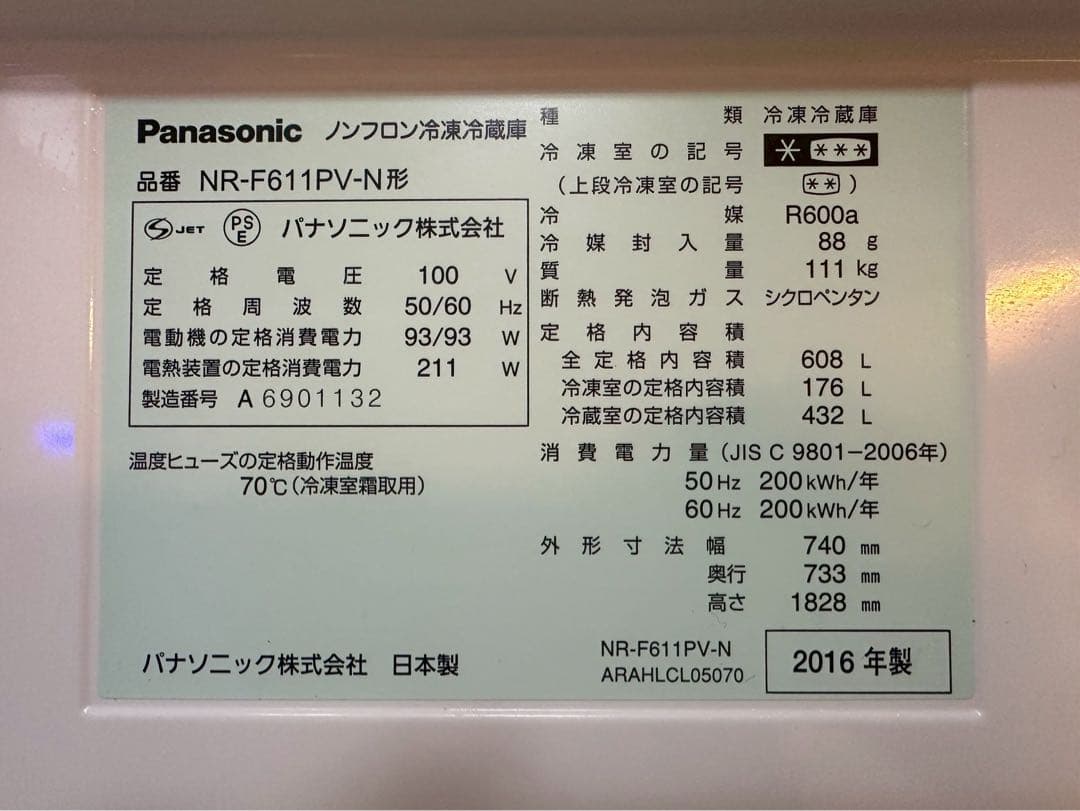 Panasonic ノンフロン冷凍冷蔵庫
品番 NR-F611PV-N形
S JET PSE パナソニック株式会社
定格電圧 100 V
定格周波数 50/60 Hz
電動機の定格消費電力 93/93 W
電熱装置の定格消費電力 211 W
製造番号 A 6901132
温度ヒューズの定格動作温度
70℃(冷凍室霜取用)
パナソニック株式会社 日本製
種類 冷凍冷蔵庫
冷凍室の記号 * ***
(上段冷凍室の記号 **)
冷媒 R600a
冷媒封入量 88 g
質量 111 kg
断熱発泡ガス シクロペンタン
定格内容積
全定格内容積 608 L
冷凍室の定格内容積 176 L
冷蔵室の定格内容積 432 L
消費電力量(JIS C 9801−2006年)
50 Hz 200 kWh/年
60 Hz 200 kWh/年
外形寸法幅 740 mm
奥行 733 mm
高さ 1828 mm
NR-F611PV-N
ARAHLCL05070
2016 年製